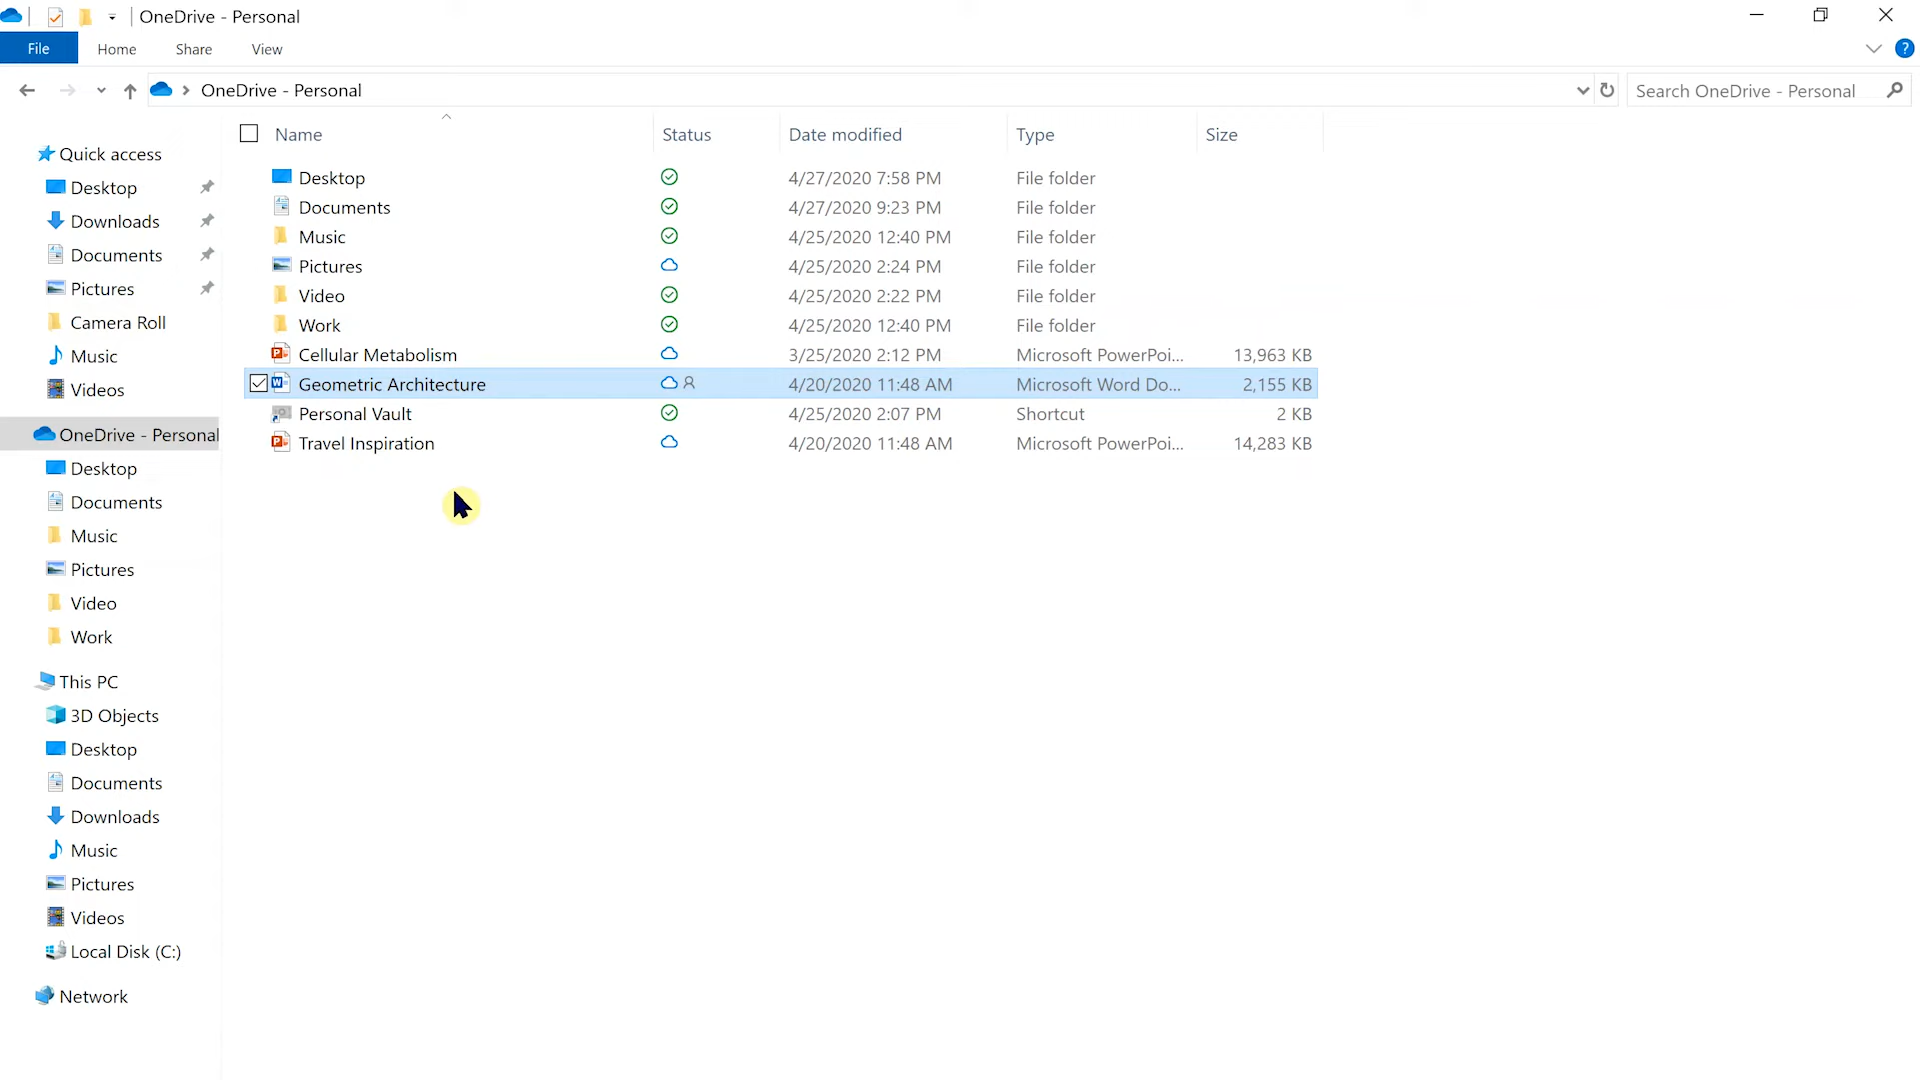 OneDrive - Personal
File Home Share View ?
OneDrive - Personal Search OneDrive - Personal
Name Status Date modified Type Size
Quick access
Desktop
Downloads
Documents
Pictures
Camera Roll
Music
Videos
OneDrive - Personal
Desktop
Documents
Music
Pictures
Video
Work
This PC
3D Objects
Desktop
Documents
Downloads
Music
Pictures
Videos
Local Disk (C:)
Network
Desktop 4/27/2020 7:58 PM File folder
Documents 4/27/2020 9:23 PM File folder
Music 4/25/2020 12:40 PM File folder
Pictures 4/25/2020 2:24 PM File folder
Video 4/25/2020 2:22 PM File folder
Work 4/25/2020 12:40 PM File folder
Cellular Metabolism 3/25/2020 2:12 PM Microsoft PowerPoi... 13,963 KB
Geometric Architecture 4/20/2020 11:48 AM Microsoft Word Do... 2,155 KB
Personal Vault 4/25/2020 2:07 PM Shortcut 2 KB
Travel Inspiration 4/20/2020 11:48 AM Microsoft PowerPoi... 14,283 KB